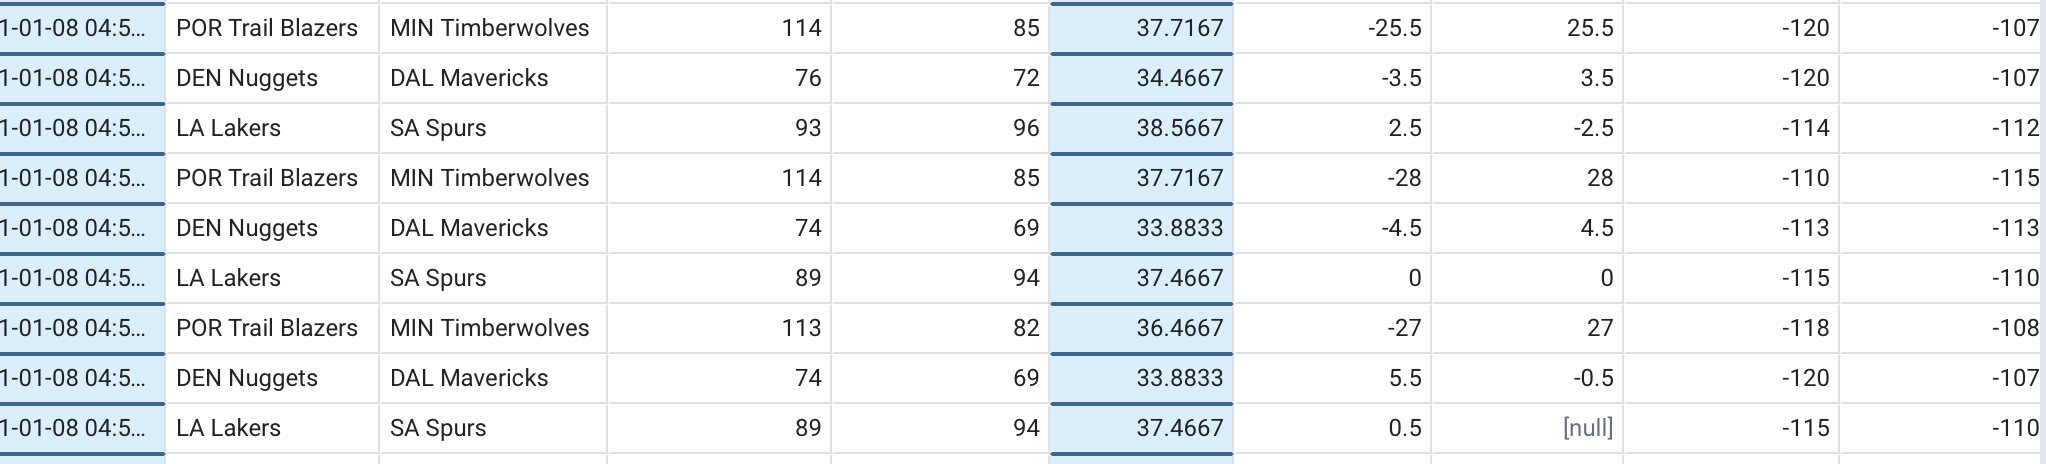 1-01-08 04:5... POR Trail Blazers MIN Timberwolves 114 85 37.7167 -25.5 25.5 -120 -107
1-01-08 04:5... DEN Nuggets DAL Mavericks 76 72 34.4667 -3.5 3.5 -120 -107
1-01-08 04:5... LA Lakers SA Spurs 93 96 38.5667 2.5 -2.5 -114 -112
1-01-08 04:5... POR Trail Blazers MIN Timberwolves 114 85 37.7167 -28 28 -110 -115
1-01-08 04:5... DEN Nuggets DAL Mavericks 74 69 33.8833 -4.5 4.5 -113 -113
1-01-08 04:5... LA Lakers SA Spurs 89 94 37.4667 0 0 -115 -110
1-01-08 04:5... POR Trail Blazers MIN Timberwolves 113 82 36.4667 -27 27 -118 -108
1-01-08 04:5... DEN Nuggets DAL Mavericks 74 69 33.8833 5.5 -0.5 -120 -107
1-01-08 04:5... LA Lakers SA Spurs 89 94 37.4667 0.5 [null] -115 -110